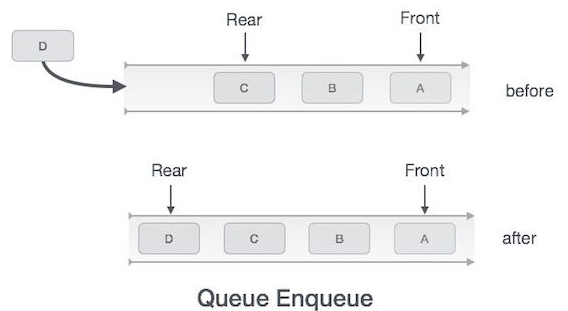 Rear Front
D
C B A
before
Rear Front
D C B A
after
Queue Enqueue